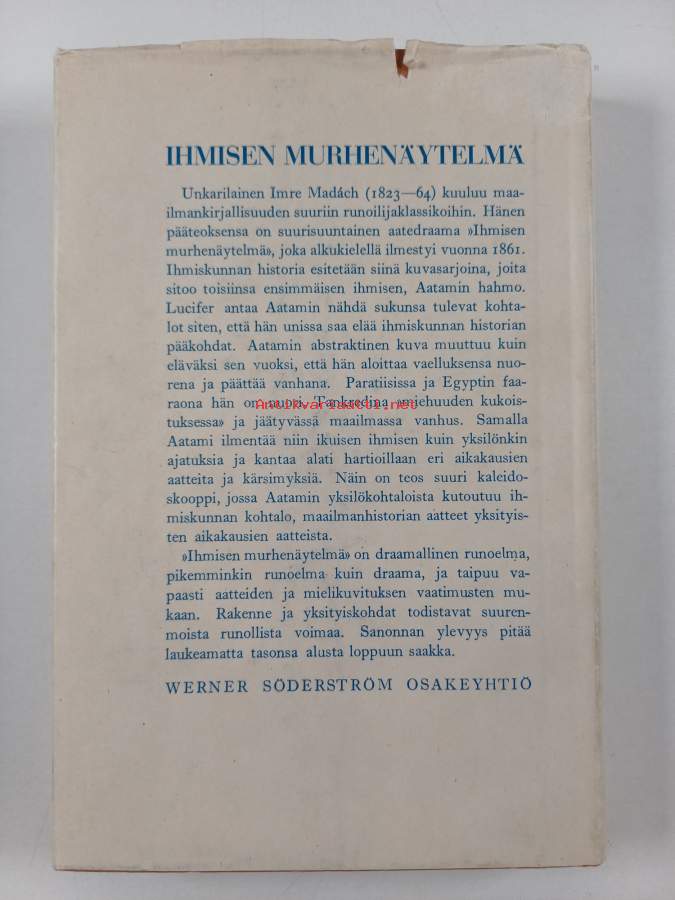 IHMISEN MURHENÄYTELMÄ
Unkarilainen Imre Madách (1823—64) kuuluu maa-
ilmankirjallisuuden suuriin runoilijaklassikoihin. Hänen
pääteoksensa on suurisuuntainen aatedraama »Ihmisen
murhenäytelmä», joka alkukielellä ilmestyi vuonna 1861.
Ihmiskunnan historia esitetään siinä kuvasarjoina, joita
sitoo toisiinsa ensimmäisen ihmisen, Aatamin hahmo.
Lucifer antaa Aatamin nähdä sukunsa tulevat kohta-
lot siten, että hän unissa saa elää ihmiskunnan historian
pääkohdat. Aatamin abstraktinen kuva muuttuu kuin
eläväksi sen vuoksi, että hän aloittaa vaelluksensa nuo-
rena ja päättää vanhana. Paratiisissa ja Egyptin faa-
raona hän on nuori, Tankredina »miehuuden kukois-
Antikvariaatti.net
tuksessa» ja jäätyvässä maailmassa vanhus. Samalla
Aatami ilmentää niin ikuisen ihmisen kuin yksilönkin
ajatuksia ja kantaa alati hartioillaan eri aikakausien
aatteita ja kärsimyksiä. Näin on teos suuri kaleido-
skooppi, jossa Aatamin yksilökohtaloista kutoutuu ih-
miskunnan kohtalo, maailmanhistorian aatteet yksityis-
ten aikakausien aatteista.
»Ihmisen murhenäytelmä» on draamallinen runoelma,
pikemminkin runoelma kuin draama, ja taipuu va-
paasti aatteiden ja mielikuvituksen vaatimusten mu-
kaan. Rakenne ja yksityiskohdat todistavat suuren-
moista runollista voimaa. Sanonnan ylevyys pitää
laukeamatta tasonsa alusta loppuun saakka.
WERNER SÖDERSTRÖM OSAKEYHTIÖ